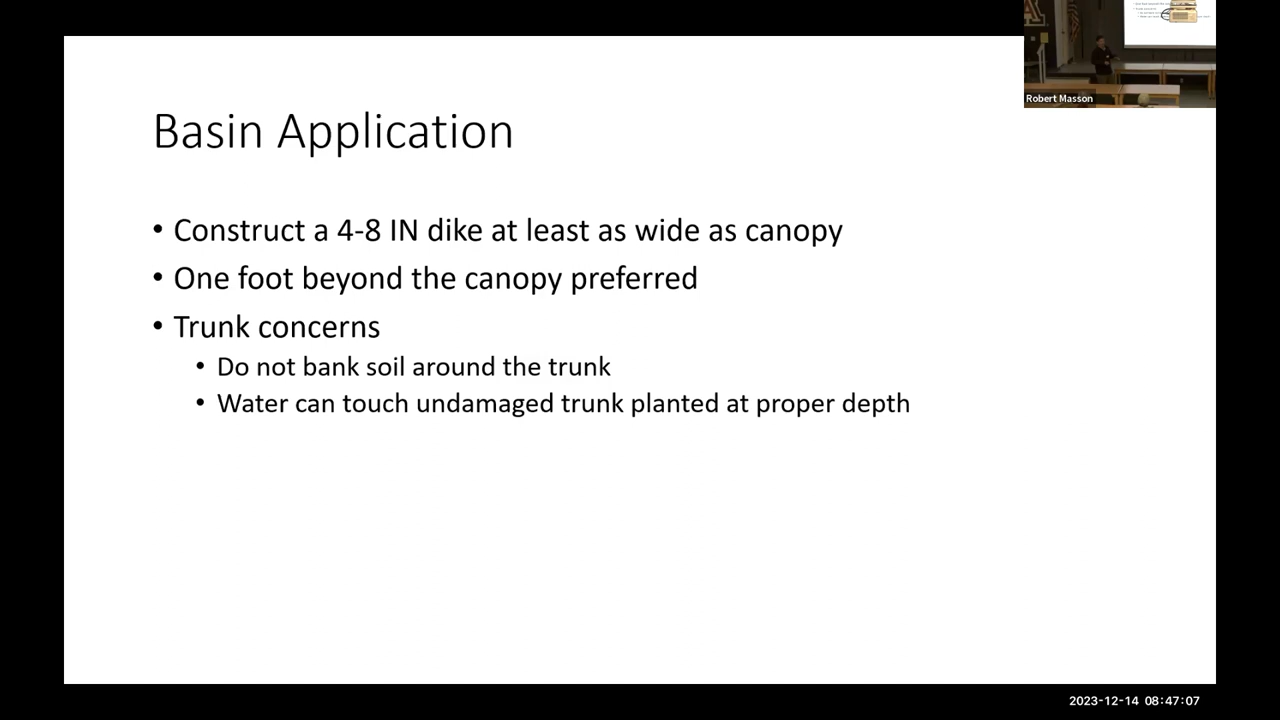 Robert Masson
Basin Application
• Construct a 4-8 IN dike at least as wide as canopy
• One foot beyond the canopy preferred
• Trunk concerns
• Do not bank soil around the trunk
• Water can touch undamaged trunk planted at proper depth
2023-12-14 08:47:07